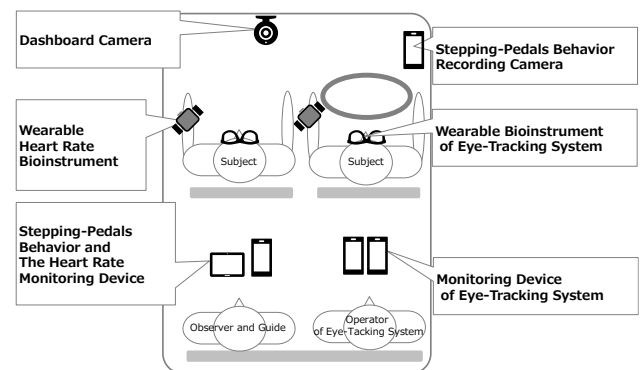 Dashboard Camera
Stepping-Pedals Behavior
Recording Camera
Wearable
Heart Rate
Bioinstrument
Wearable Bioinstrument
of Eye-Tracking System
Subject
Subject
Stepping-Pedals
Behavior and
The Heart Rate
Monitoring Device
Monitoring Device
of Eye-Tracking System
Observer and Guide
Operator
of Eye-Tacking System